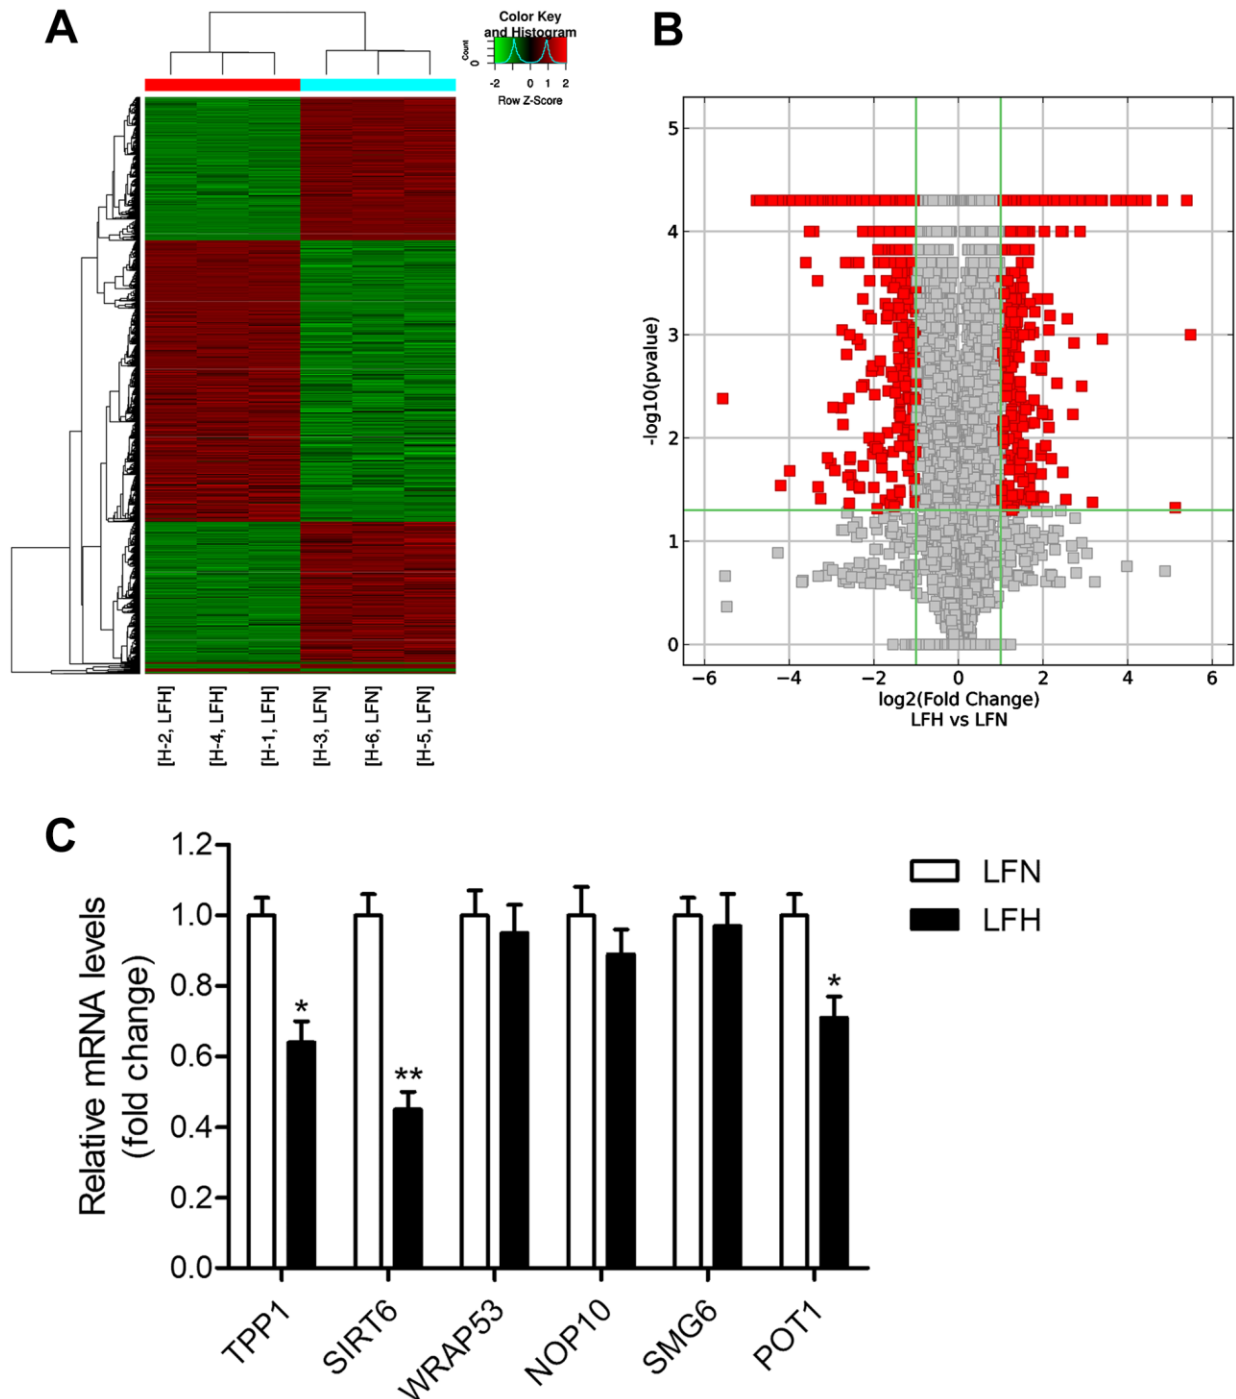 A
Color Key
and Histogram
Count
0
-2 0 1 2
Row Z-Score
[H-2, LFH]
[H-4, LFH]
[H-1, LFH]
[H-3, LFN]
[H-6, LFN]
[H-5, LFN]
B
-log10(pvalue)
5
4
3
2
1
0
−6 −4 −2 0 2 4 6
log2(Fold Change)
LFH vs LFN
C
Relative mRNA levels
(fold change)
1.2
1.0
0.8
0.6
0.4
0.2
0.0
*
**
*
TPP1
SIRT6
WRAP53
NOP10
SMG6
POT1
LFN
LFH